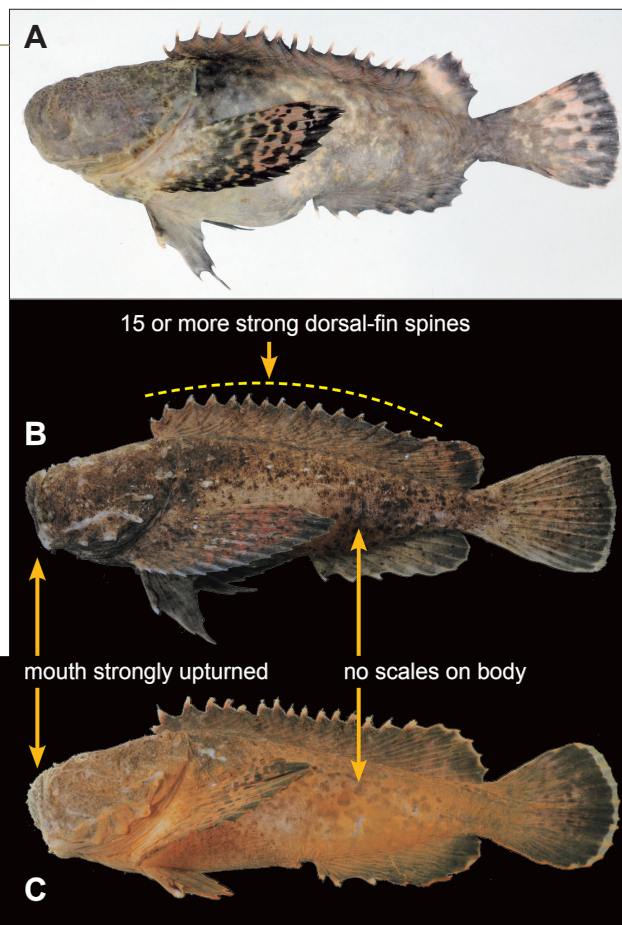 A
15 or more strong dorsal-fin spines
B
mouth strongly upturned
no scales on body
C